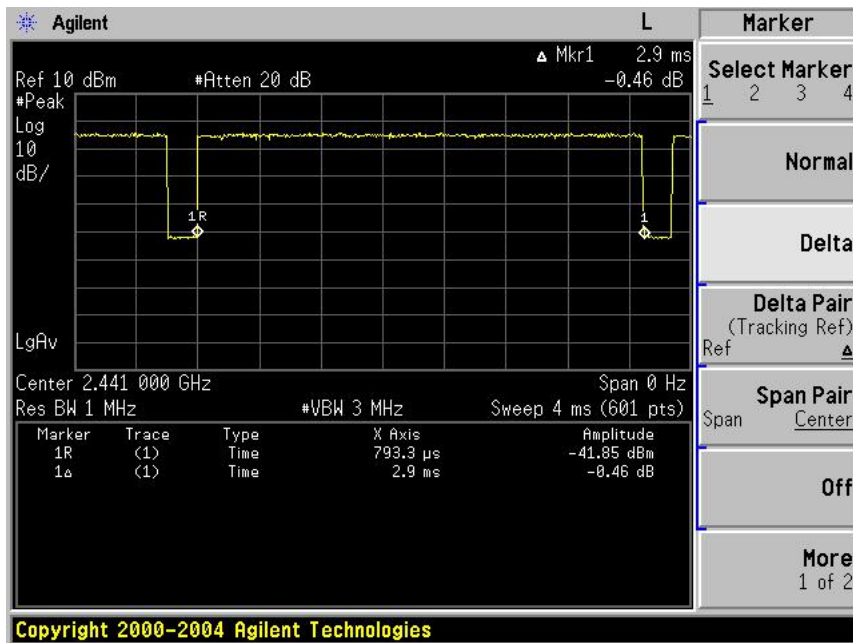 Agilent L
Δ Mkr1 2.9 ms
Ref 10 dBm #Atten 20 dB -0.46 dB
#Peak
Log
10
dB/
1R
1
LgAv
Center 2.441 000 GHz Span 0 Hz
Res BW 1 MHz #VBW 3 MHz Sweep 4 ms (601 pts)
Marker Trace Type X Axis Amplitude
1R (1) Time 793.3 µs -41.85 dBm
1Δ (1) Time 2.9 ms -0.46 dB
Marker
Select Marker
1 2 3 4
Normal
Delta
Delta Pair
(Tracking Ref)
Ref Δ
Span Pair
Span Center
Off
More
1 of 2
Copyright 2000-2004 Agilent Technologies